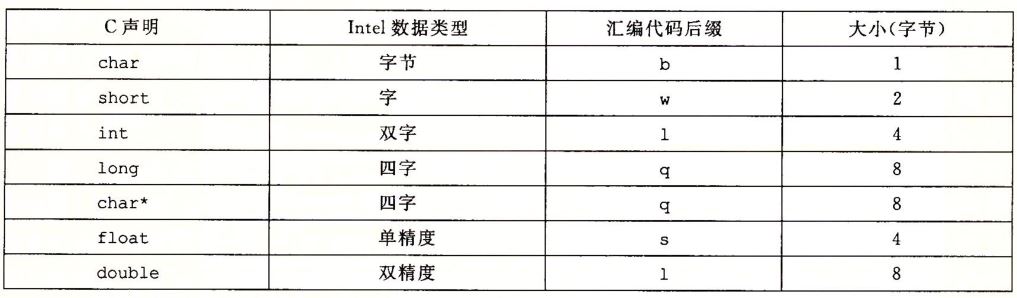 C 声明 Intel 数据类型 汇编代码后缀 大小(字节)
char 字节 b 1
short 字 w 2
int 双字 l 4
long 四字 q 8
char* 四字 q 8
float 单精度 s 4
double 双精度 l 8